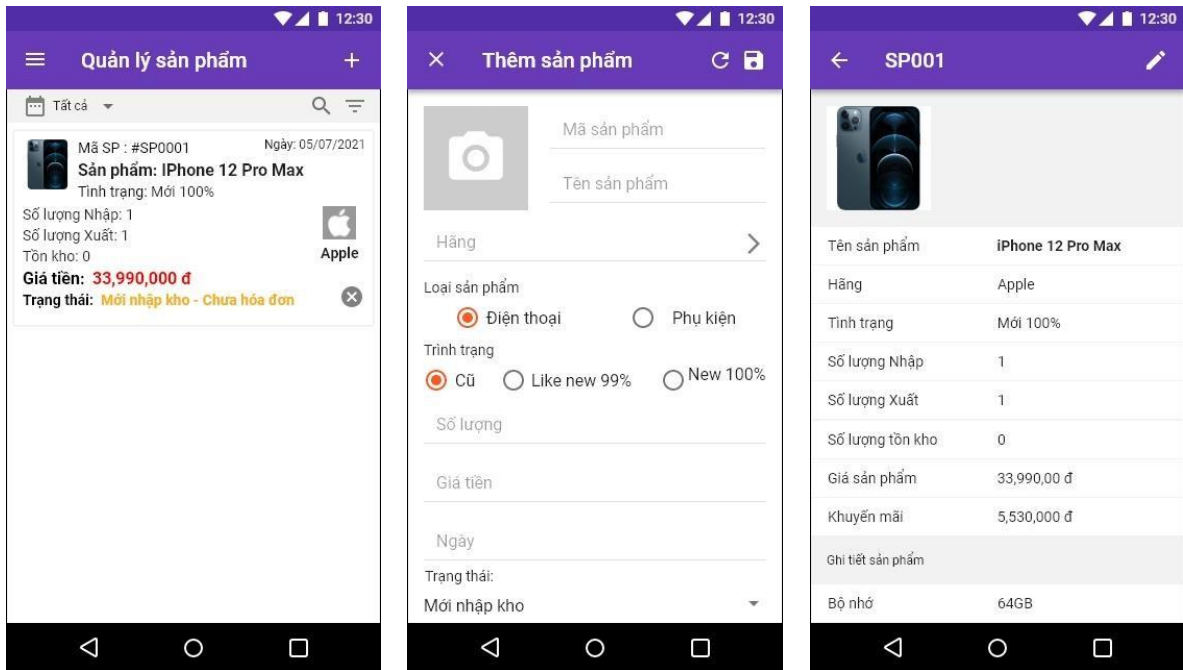 12:30
Quản lý sản phẩm
Tất cả
Mã SP : #SP0001
Ngày: 05/07/2021
Sản phẩm: IPhone 12 Pro Max
Tình trạng: Mới 100%
Số lượng Nhập: 1
Số lượng Xuất: 1
Tồn kho: 0
Apple
Giá tiền: 33,990,000 đ
Trạng thái: Mới nhập kho - Chưa hóa đơn
12:30
Thêm sản phẩm
Mã sản phẩm
Tên sản phẩm
Hãng
Loại sản phẩm
Điện thoại
Phụ kiện
Trình trạng
Cũ
Like new 99%
New 100%
Số lượng
Giá tiền
Ngày
Trạng thái:
Mới nhập kho
12:30
SP001
Tên sản phẩm iPhone 12 Pro Max
Hãng Apple
Tình trạng Mới 100%
Số lượng Nhập 1
Số lượng Xuất 1
Số lượng tồn kho 0
Giá sản phẩm 33,990,00 đ
Khuyến mãi 5,530,000 đ
Ghi tiết sản phẩm
Bộ nhớ 64GB